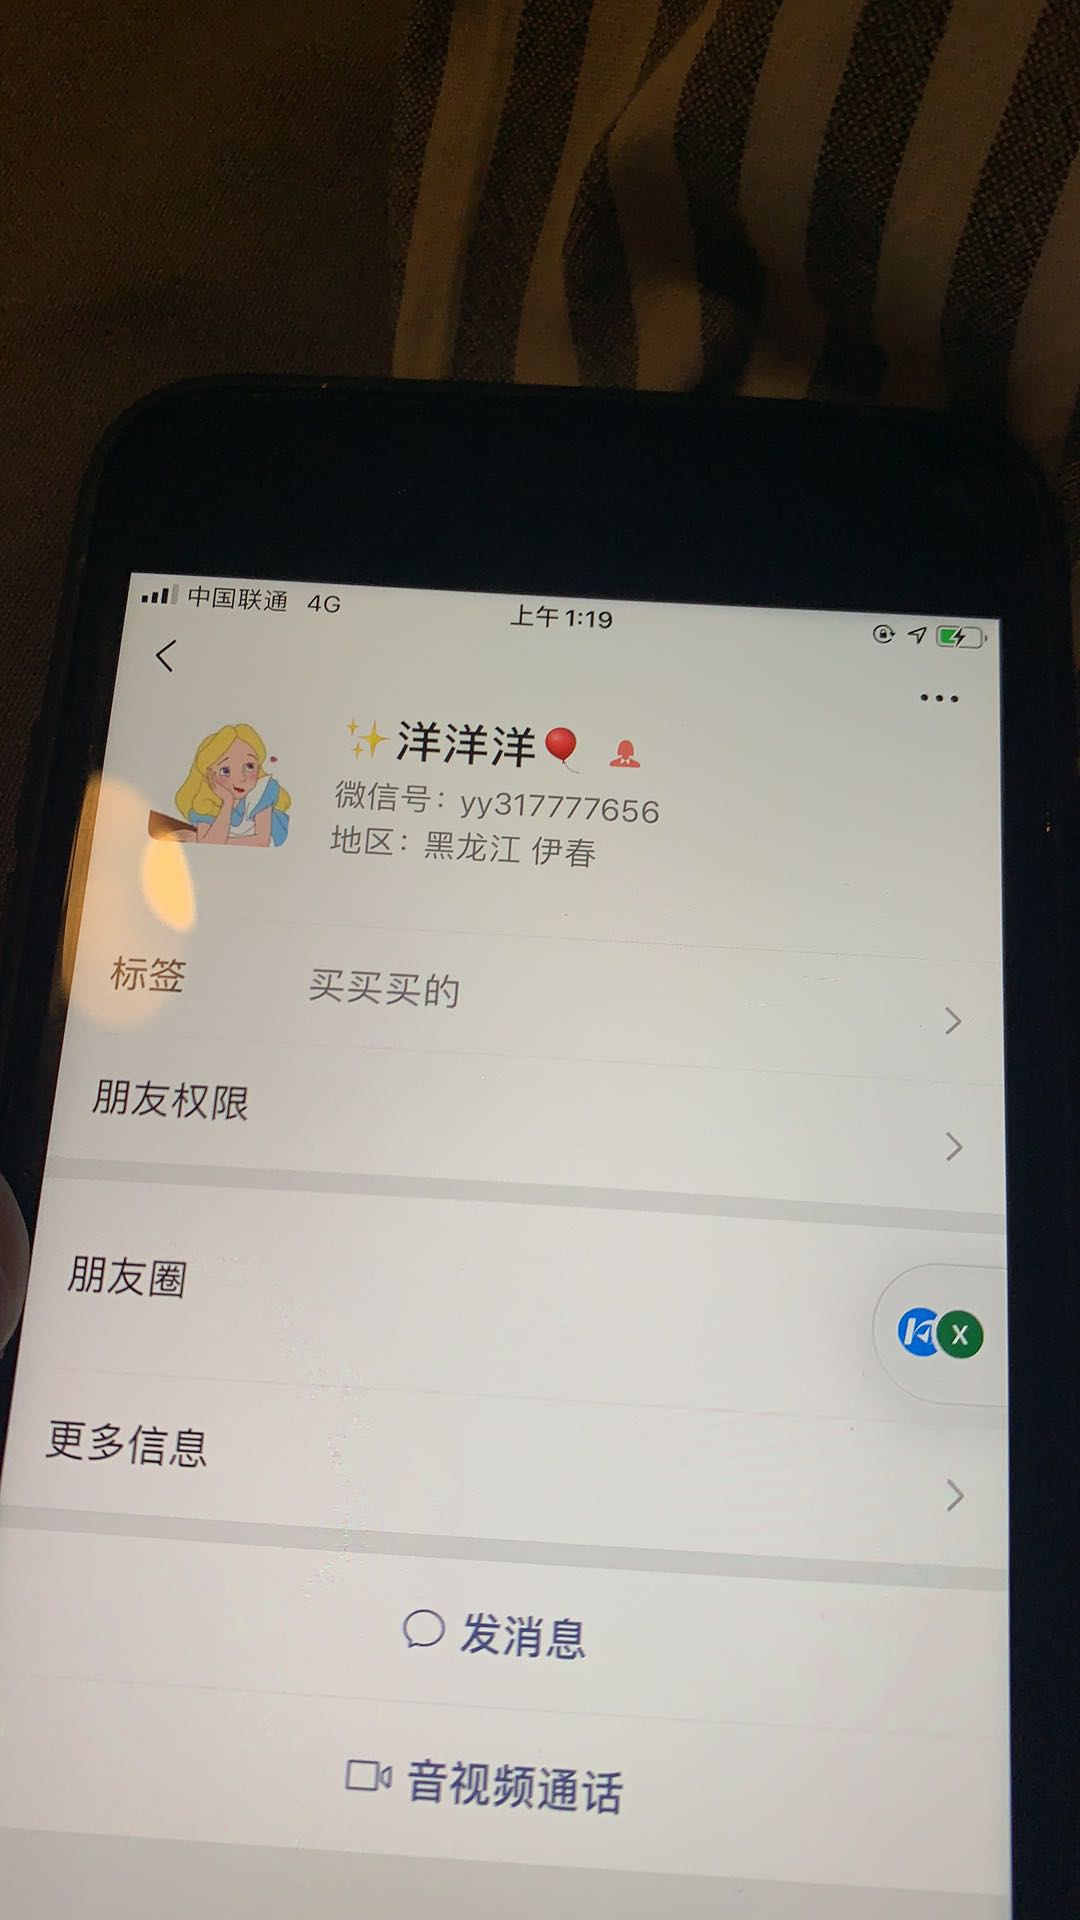 中国联通 4G 上午1:19
✨洋洋洋🎈
微信号：yy317777656
地区：黑龙江 伊春
标签 买买买的
朋友权限
朋友圈
X
更多信息
发消息
音视频通话